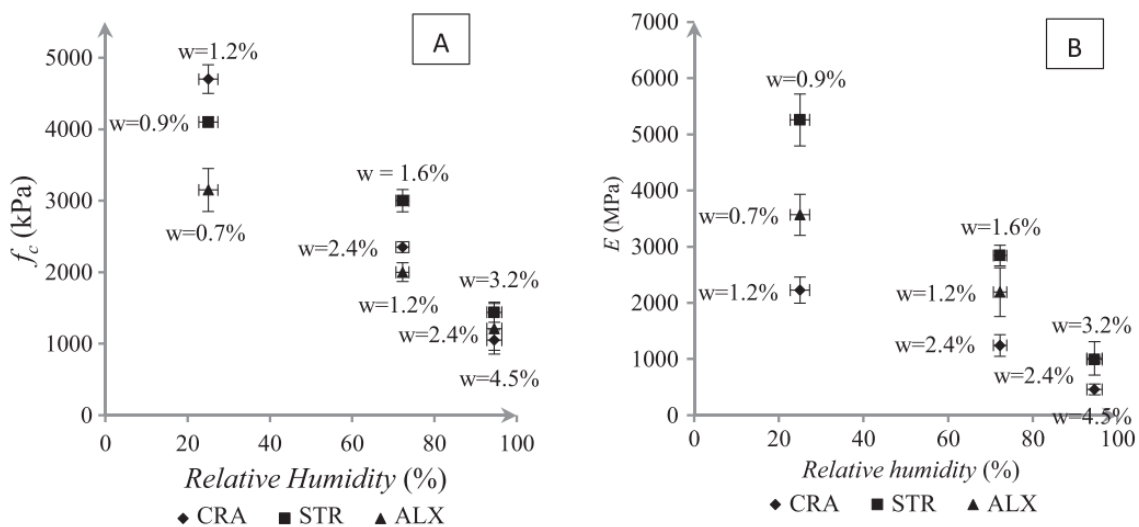 A
5000
4000
3000
2000
1000
0
f_c (kPa)
w=1.2%
w=0.9%
w=0.7%
w = 1.6%
w=2.4%
w=1.2%
w=3.2%
w=2.4%
w=4.5%
0 20 40 60 80 100
Relative Humidity (%)
CRA STR ALX
B
7000
6000
5000
4000
3000
2000
1000
0
E (MPa)
w=0.9%
w=0.7%
w=1.2%
w=1.6%
w=1.2%
w=2.4%
w=3.2%
w=2.4%
w=4.5%
0 20 40 60 80 100
Relative humidity (%)
CRA STR ALX